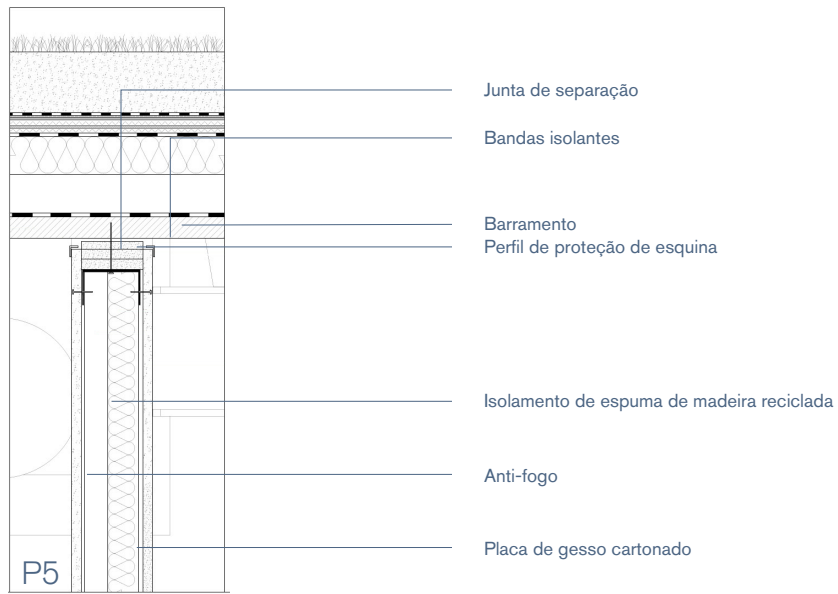 Junta de separação
Bandas isolantes
Barramento
Perfil de proteção de esquina
Isolamento de espuma de madeira reciclada
Anti-fogo
Placa de gesso cartonado
P5